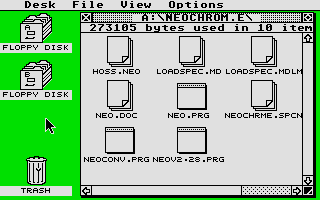 Desk File View Options
A:\NEOCHROM.E\
273105 bytes used in 10 item
FLOPPY DISK
FLOPPY DISK
TRASH
HOSS.NEO LOADSPEC.MD LOADSPEC.MDLM
NEO.DOC NEO.PRG NEOCHRME.SPCN
NEOCONV.PRG NEOV2-28.PRG